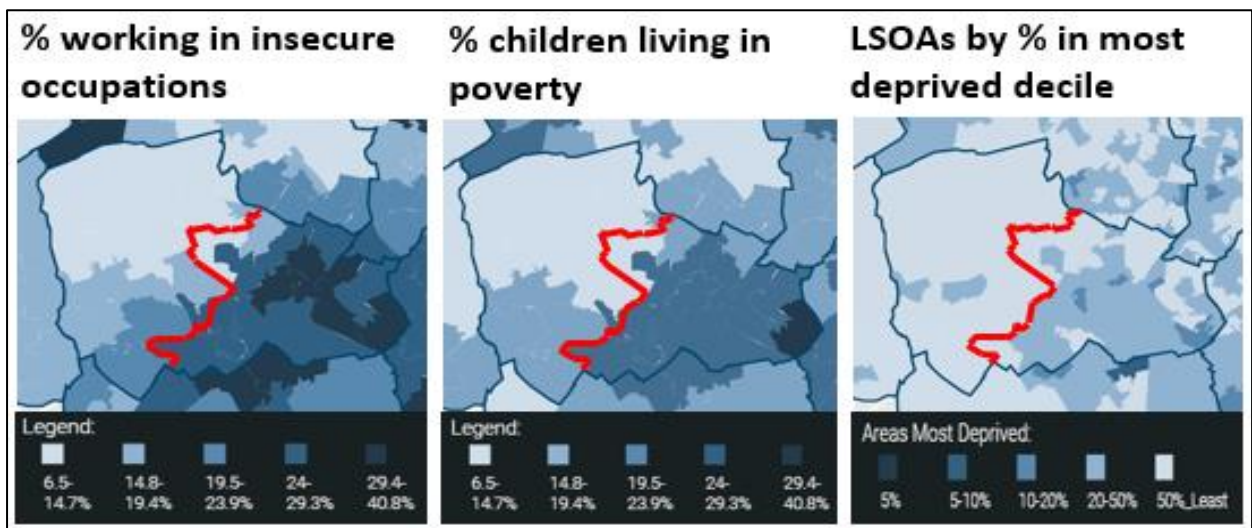 % working in insecure
occupations
% children living in
poverty
LSOAs by % in most
deprived decile
Legend:
6.5-
14.7%
14.8-
19.4%
19.5-
23.9%
24-
29.3%
29.4-
40.8%
Legend:
6.5-
14.7%
14.8-
19.4%
19.5-
23.9%
24-
29.3%
29.4-
40.8%
Areas Most Deprived:
5%
5-10%
10-20%
20-50%
50%_Least